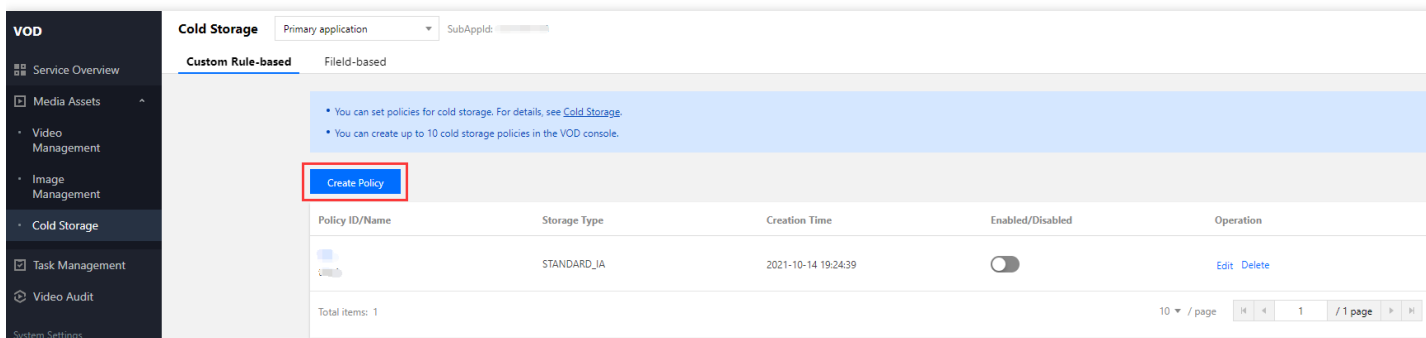 VOD
Cold Storage
Primary application
SubAppId:
Service Overview
Custom Rule-based
Fileld-based
Media Assets
• You can set policies for cold storage. For details, see Cold Storage.
• You can create up to 10 cold storage policies in the VOD console.
Video
Management
Image
Management
Create Policy
Cold Storage
Policy ID/Name
Storage Type
Creation Time
Enabled/Disabled
Operation
STANDARD_IA
2021-10-14 19:24:39
Edit Delete
Task Management
Video Audit
Total items: 1
10 / page
1
/ 1 page
System Settings